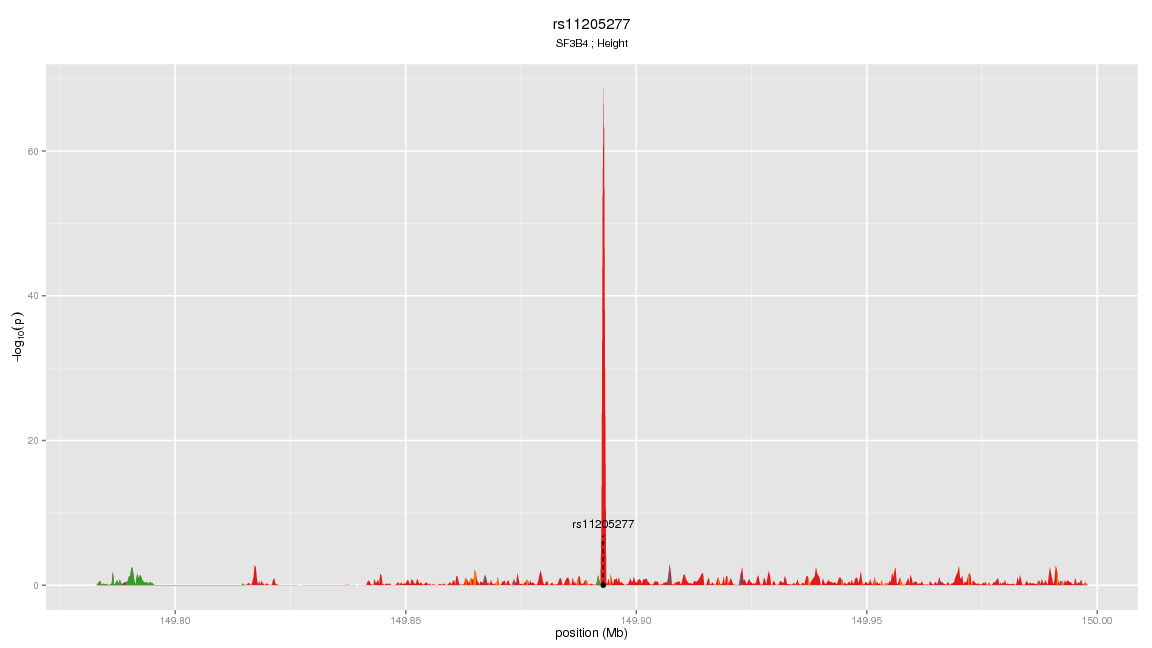 rs11205277
SF3B4 ; Height
60
40
20
0
−log10(p)
rs11205277
149.80
149.85
149.90
149.95
150.00
position (Mb)